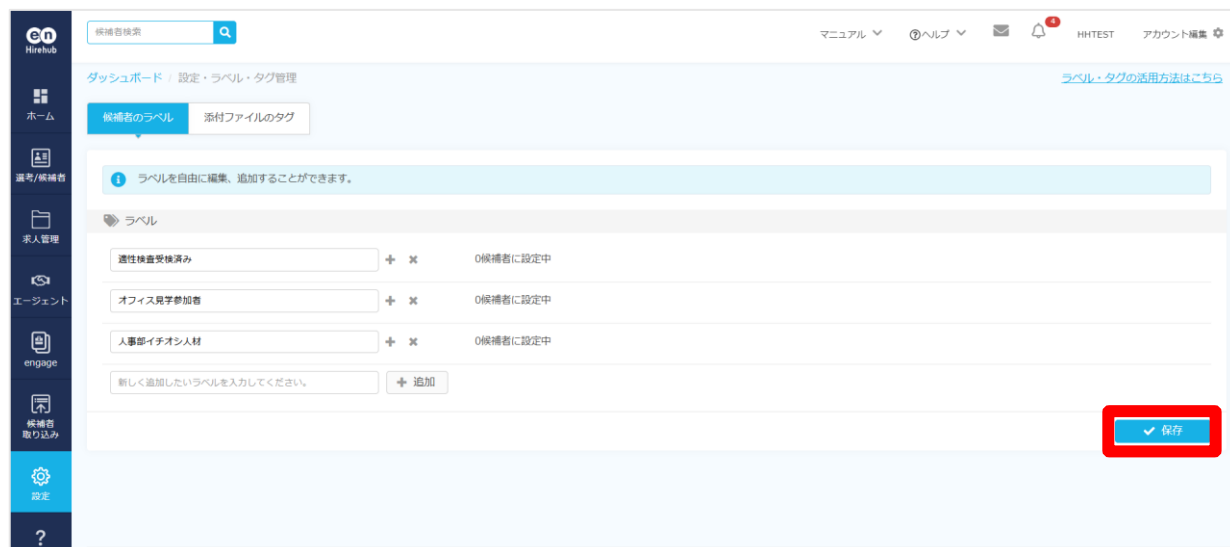 en
Hirehub
候補者検索
マニュアル
ヘルプ
4
HHTEST
アカウント編集
ダッシュボード / 設定・ラベル・タグ管理
ラベル・タグの活用方法はこちら
ホーム
候補者のラベル
添付ファイルのタグ
選考/候補者
ラベルを自由に編集、追加することができます。
ラベル
求人管理
適性検査受検済み
0候補者に設定中
エージェント
オフィス見学参加者
0候補者に設定中
人事部イチオシ人材
0候補者に設定中
engage
新しく追加したいラベルを入力してください。
追加
候補者
取り込み
保存
設定
?